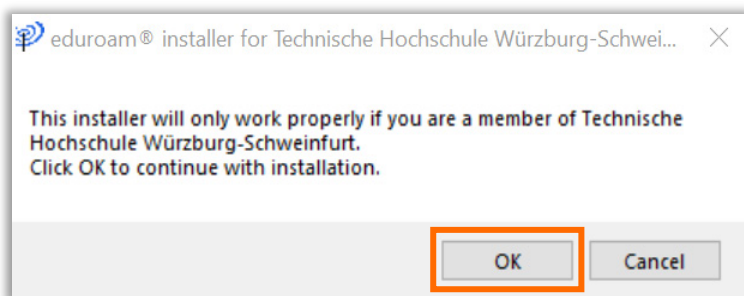 eduroam® installer for Technische Hochschule Würzburg-Schwei...
This installer will only work properly if you are a member of Technische
Hochschule Würzburg-Schweinfurt.
Click OK to continue with installation.
OK Cancel